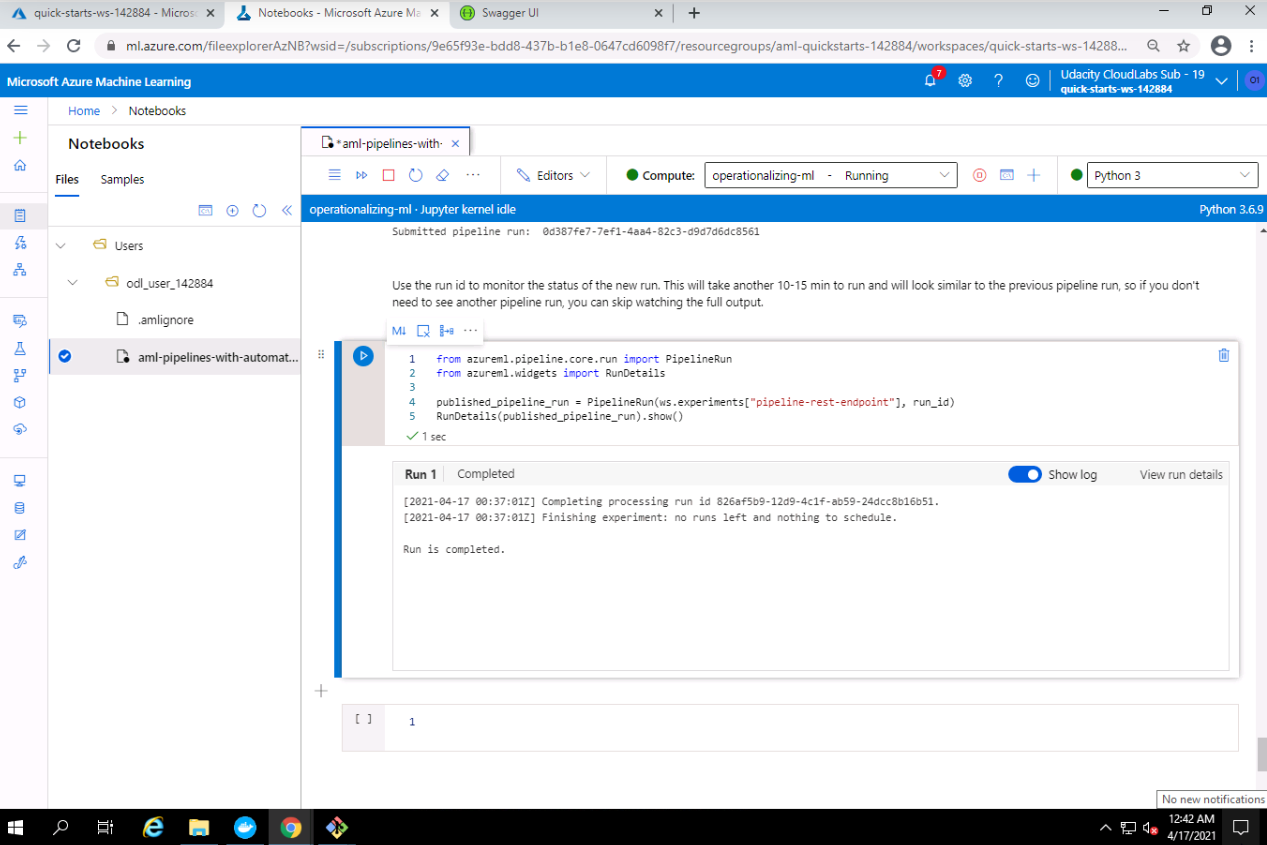 quick-starts-ws-142884 - Micros
Notebooks - Microsoft Azure Ma
Swagger UI
ml.azure.com/fileexplorerAzNB?wsid=/subscriptions/9e65f93e-bdd8-437b-b1e8-0647cd6098f7/resourcegroups/aml-quickstarts-142884/workspaces/quick-starts-ws-14288...
Microsoft Azure Machine Learning
7
Udacity CloudLabs Sub - 19
quick-starts-ws-142884
O1
Home > Notebooks
Notebooks
Files Samples
Users
odl_user_142884
.amlignore
aml-pipelines-with-automat...
*aml-pipelines-with-
Editors
Compute: operationalizing-ml - Running
Python 3
operationalizing-ml · Jupyter kernel idle
Python 3.6.9
Submitted pipeline run: 0d387fe7-7ef1-4aa4-82c3-d9d7d6dc8561
Use the run id to monitor the status of the new run. This will take another 10-15 min to run and will look similar to the previous pipeline run, so if you don't
need to see another pipeline run, you can skip watching the full output.
M↓
1 from azureml.pipeline.core.run import PipelineRun
2 from azureml.widgets import RunDetails
3
4 published_pipeline_run = PipelineRun(ws.experiments["pipeline-rest-endpoint"], run_id)
5 RunDetails(published_pipeline_run).show()
1 sec
Run 1 Completed
Show log
View run details
[2021-04-17 00:37:01Z] Completing processing run id 826af5b9-12d9-4c1f-ab59-24dcc8b16b51.
[2021-04-17 00:37:01Z] Finishing experiment: no runs left and nothing to schedule.
Run is completed.
[ ] 1
No new notifications
12:42 AM
4/17/2021